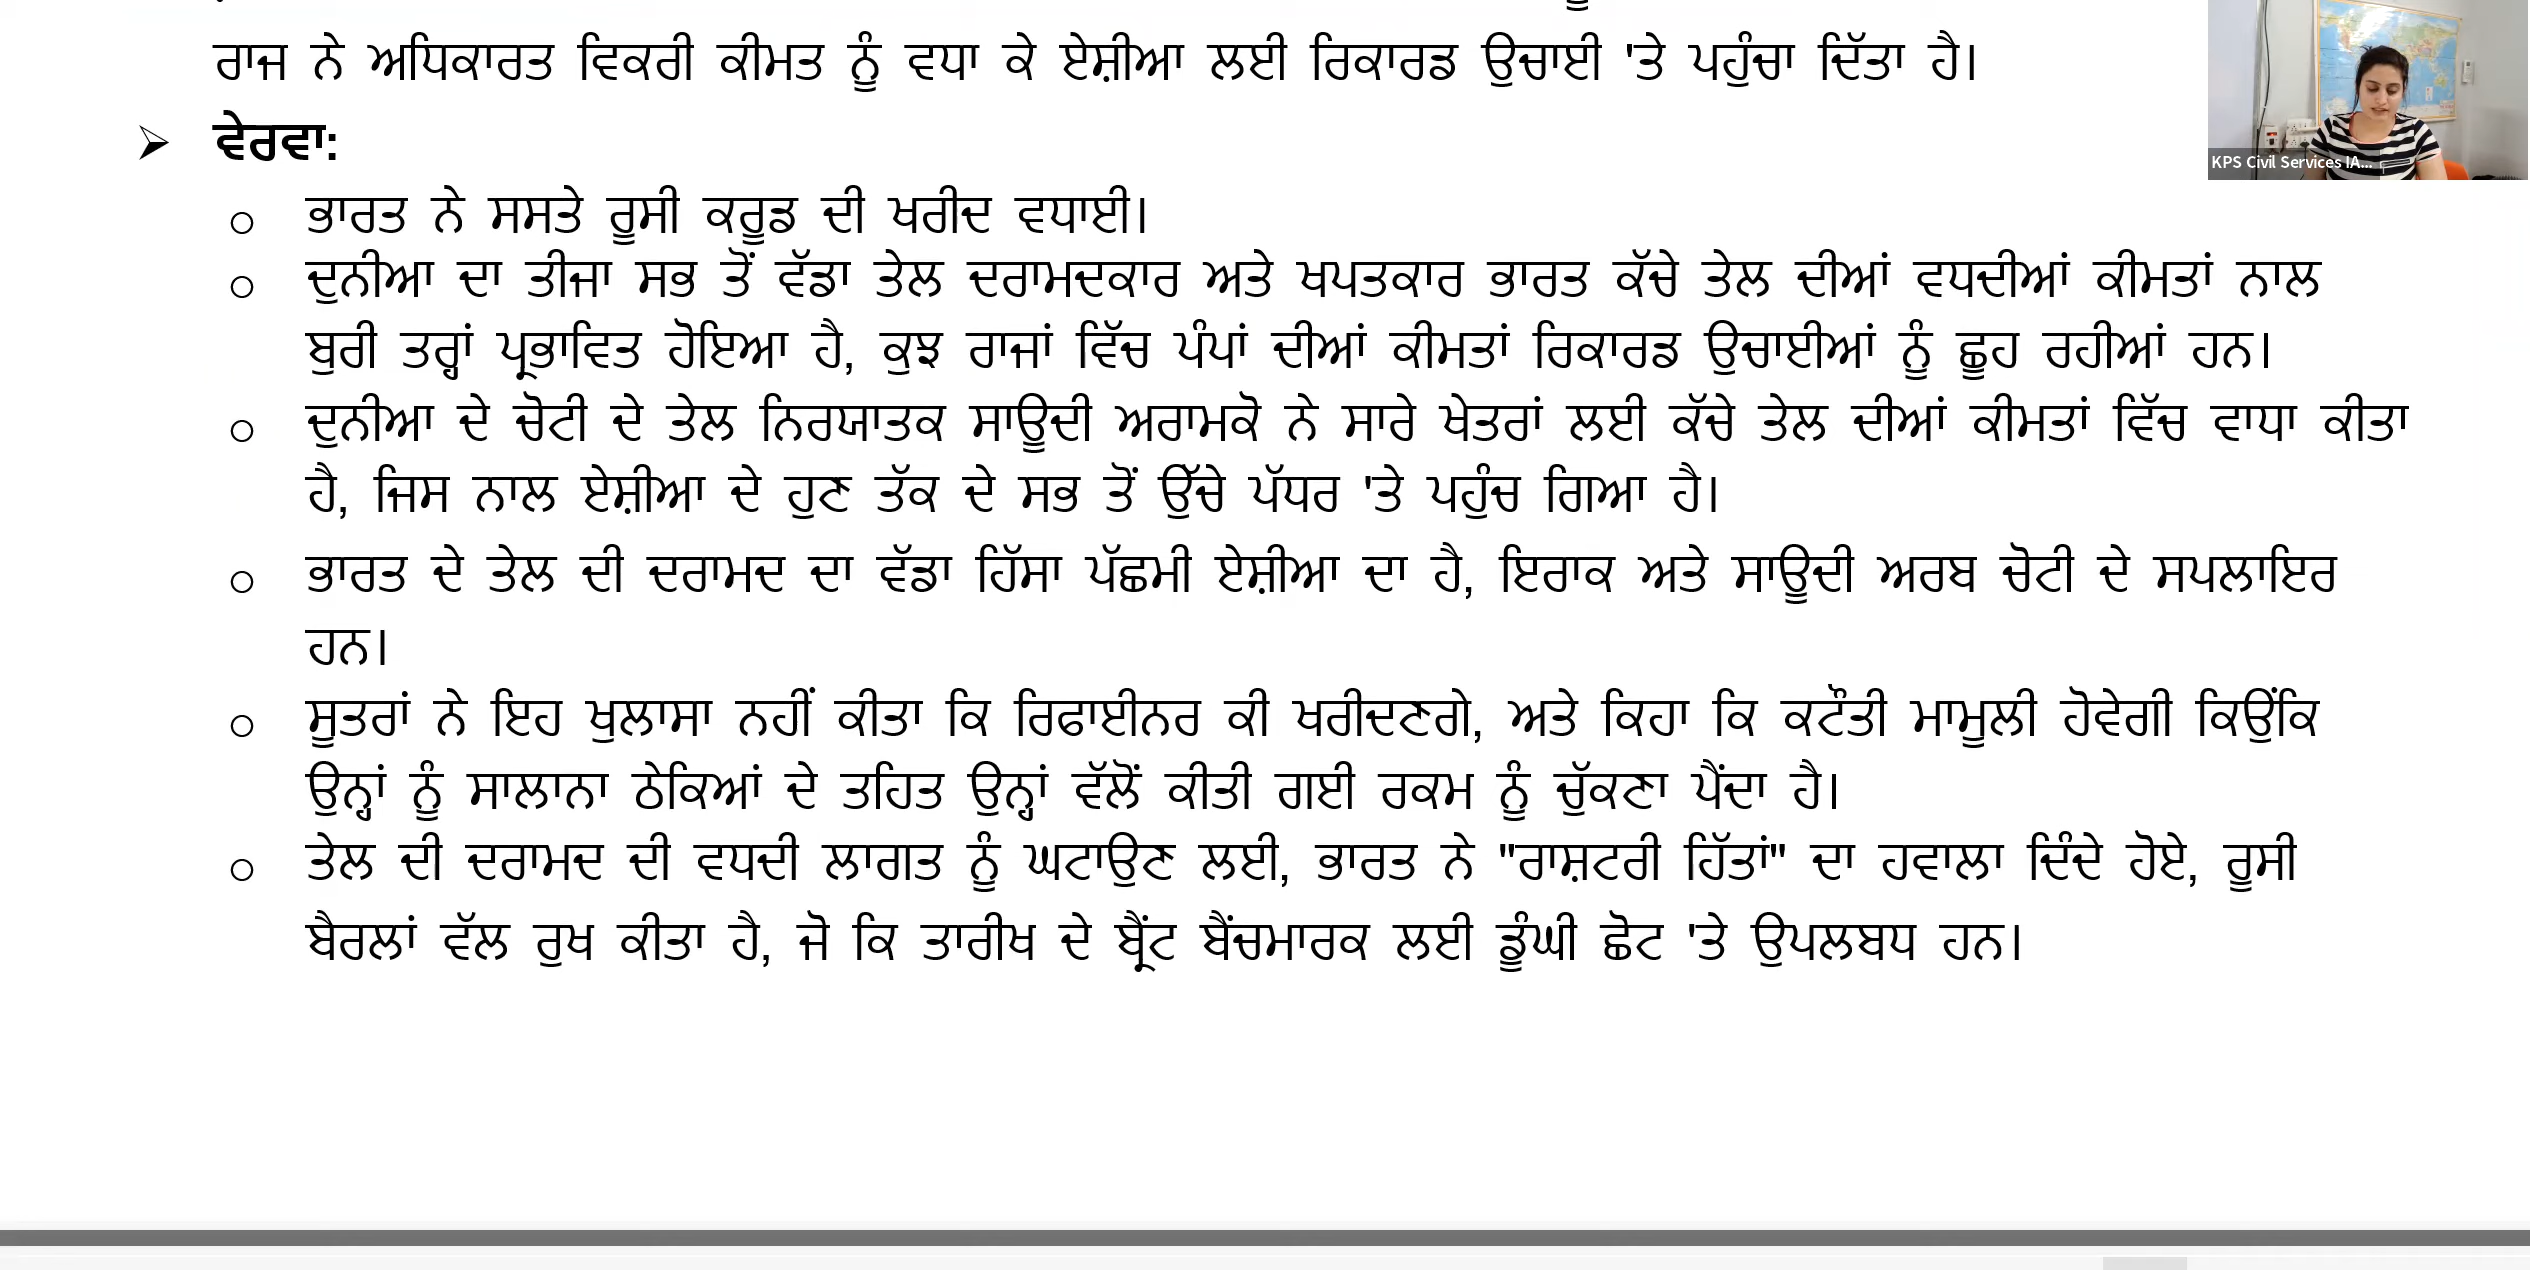 ਰਾਜ ਨੇ ਅਧਿਕਾਰਤ ਵਿਕਰੀ ਕੀਮਤ ਨੂੰ ਵਧਾ ਕੇ ਏਸ਼ੀਆ ਲਈ ਰਿਕਾਰਡ ਉਚਾਈ 'ਤੇ ਪਹੁੰਚਾ ਦਿੱਤਾ ਹੈ।
KPS Civil Services IA...
➢ ਵੇਰਵਾ:
o ਭਾਰਤ ਨੇ ਸਸਤੇ ਰੂਸੀ ਕਰੂਡ ਦੀ ਖਰੀਦ ਵਧਾਈ।
o ਦੁਨੀਆ ਦਾ ਤੀਜਾ ਸਭ ਤੋਂ ਵੱਡਾ ਤੇਲ ਦਰਾਮਦਕਾਰ ਅਤੇ ਖਪਤਕਾਰ ਭਾਰਤ ਕੱਚੇ ਤੇਲ ਦੀਆਂ ਵਧਦੀਆਂ ਕੀਮਤਾਂ ਨਾਲ
ਬੁਰੀ ਤਰ੍ਹਾਂ ਪ੍ਰਭਾਵਿਤ ਹੋਇਆ ਹੈ, ਕੁਝ ਰਾਜਾਂ ਵਿੱਚ ਪੰਪਾਂ ਦੀਆਂ ਕੀਮਤਾਂ ਰਿਕਾਰਡ ਉਚਾਈਆਂ ਨੂੰ ਛੂਹ ਰਹੀਆਂ ਹਨ।
o ਦੁਨੀਆ ਦੇ ਚੋਟੀ ਦੇ ਤੇਲ ਨਿਰਯਾਤਕ ਸਾਊਦੀ ਅਰਾਮਕੋ ਨੇ ਸਾਰੇ ਖੇਤਰਾਂ ਲਈ ਕੱਚੇ ਤੇਲ ਦੀਆਂ ਕੀਮਤਾਂ ਵਿੱਚ ਵਾਧਾ ਕੀਤਾ
ਹੈ, ਜਿਸ ਨਾਲ ਏਸ਼ੀਆ ਦੇ ਹੁਣ ਤੱਕ ਦੇ ਸਭ ਤੋਂ ਉੱਚੇ ਪੱਧਰ 'ਤੇ ਪਹੁੰਚ ਗਿਆ ਹੈ।
o ਭਾਰਤ ਦੇ ਤੇਲ ਦੀ ਦਰਾਮਦ ਦਾ ਵੱਡਾ ਹਿੱਸਾ ਪੱਛਮੀ ਏਸ਼ੀਆ ਦਾ ਹੈ, ਇਰਾਕ ਅਤੇ ਸਾਊਦੀ ਅਰਬ ਚੋਟੀ ਦੇ ਸਪਲਾਇਰ
ਹਨ।
o ਸੂਤਰਾਂ ਨੇ ਇਹ ਖੁਲਾਸਾ ਨਹੀਂ ਕੀਤਾ ਕਿ ਰਿਫਾਈਨਰ ਕੀ ਖਰੀਦਣਗੇ, ਅਤੇ ਕਿਹਾ ਕਿ ਕਟੌਤੀ ਮਾਮੂਲੀ ਹੋਵੇਗੀ ਕਿਉਂਕਿ
ਉਨ੍ਹਾਂ ਨੂੰ ਸਾਲਾਨਾ ਠੇਕਿਆਂ ਦੇ ਤਹਿਤ ਉਨ੍ਹਾਂ ਵੱਲੋਂ ਕੀਤੀ ਗਈ ਰਕਮ ਨੂੰ ਚੁੱਕਣਾ ਪੈਂਦਾ ਹੈ।
o ਤੇਲ ਦੀ ਦਰਾਮਦ ਦੀ ਵਧਦੀ ਲਾਗਤ ਨੂੰ ਘਟਾਉਣ ਲਈ, ਭਾਰਤ ਨੇ "ਰਾਸ਼ਟਰੀ ਹਿੱਤਾਂ" ਦਾ ਹਵਾਲਾ ਦਿੰਦੇ ਹੋਏ, ਰੂਸੀ
ਬੈਰਲਾਂ ਵੱਲ ਰੁਖ ਕੀਤਾ ਹੈ, ਜੋ ਕਿ ਤਾਰੀਖ ਦੇ ਬ੍ਰੈਂਟ ਬੈਂਚਮਾਰਕ ਲਈ ਡੂੰਘੀ ਛੋਟ 'ਤੇ ਉਪਲਬਧ ਹਨ।